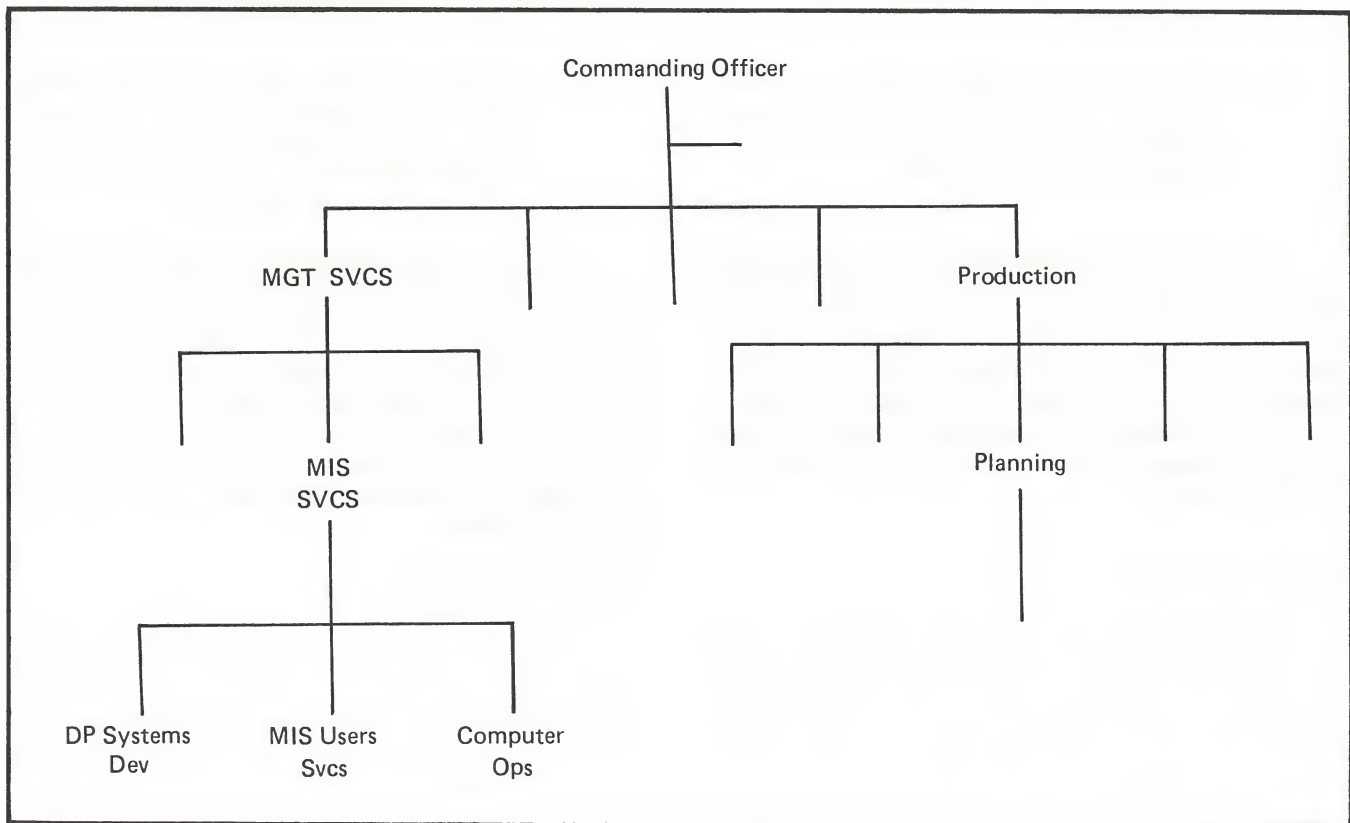 Commanding Officer
MGT SVCS
Production
MIS
SVCS
Planning
DP Systems
Dev
MIS Users
Svcs
Computer
Ops